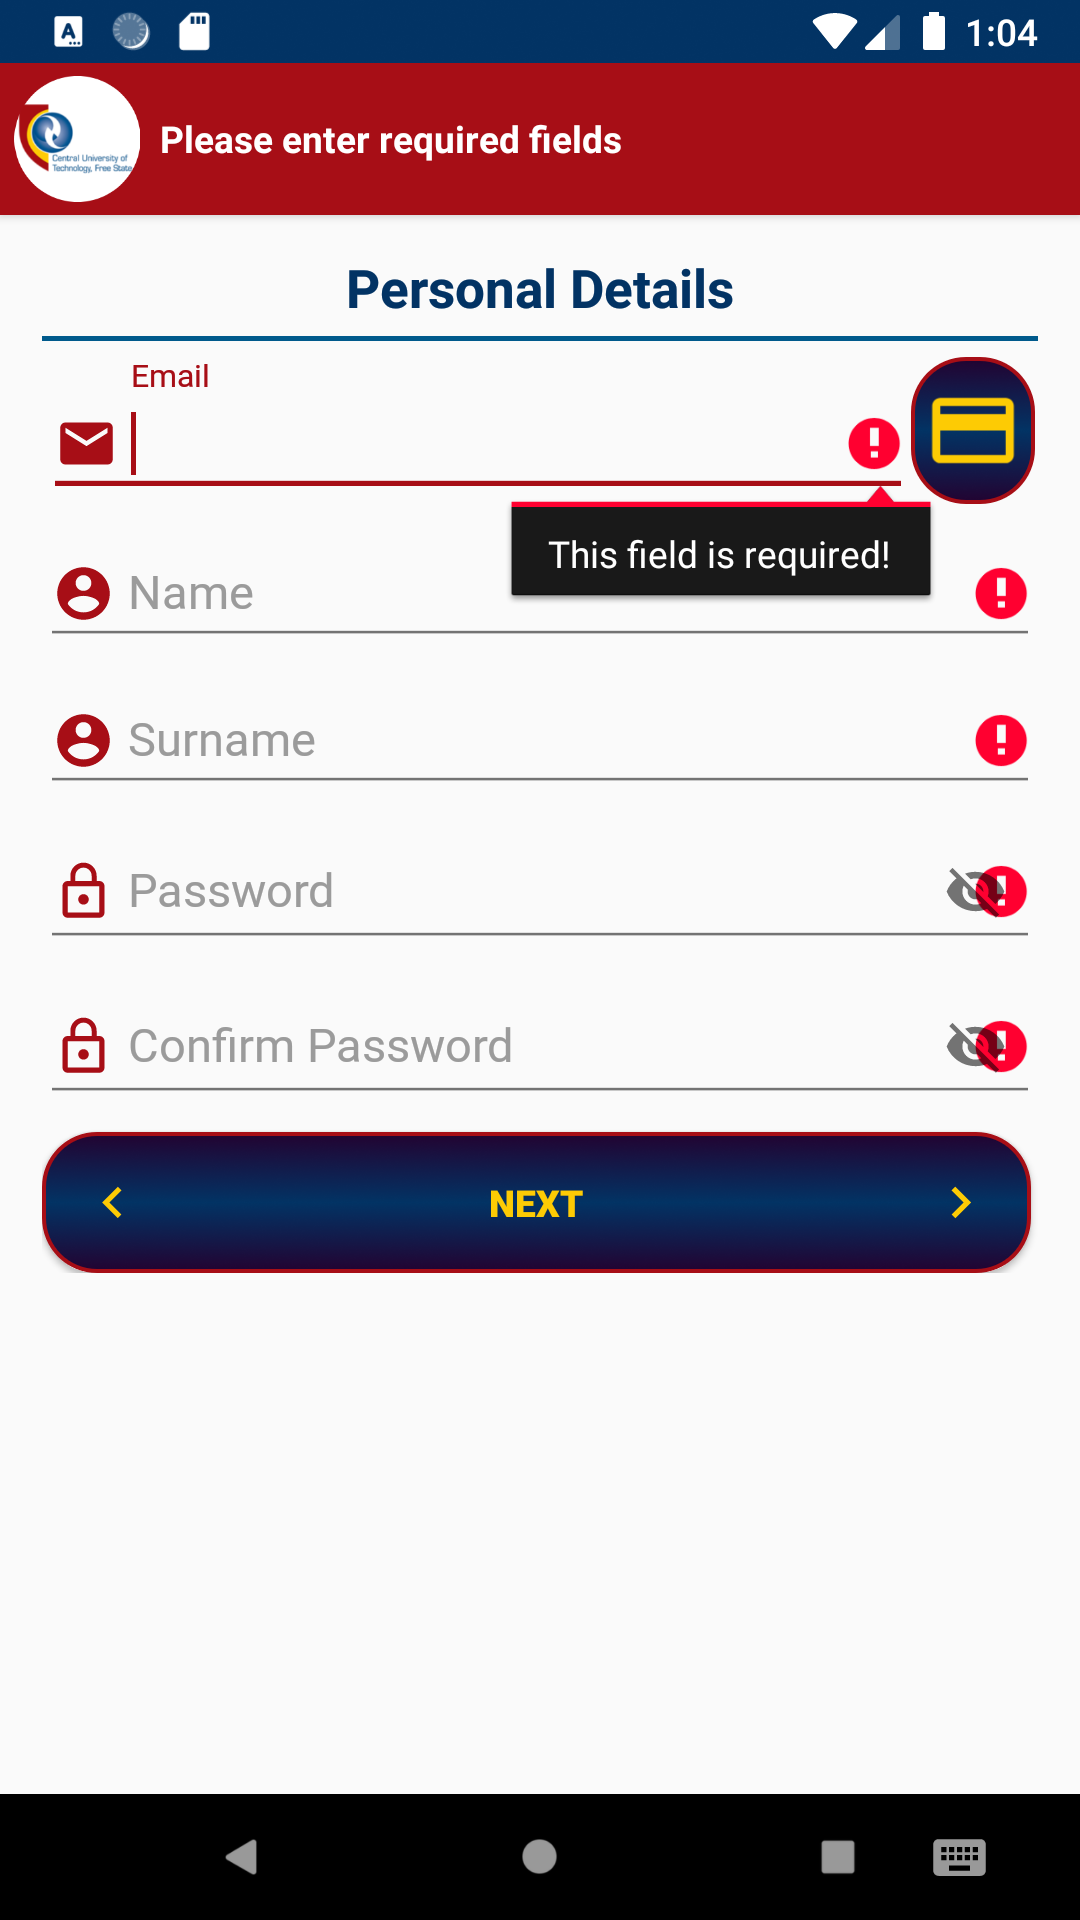 A
1:04
Central University of
Technology, Free State
Please enter required fields
Personal Details
Email
This field is required!
Name
Surname
Password
Confirm Password
NEXT